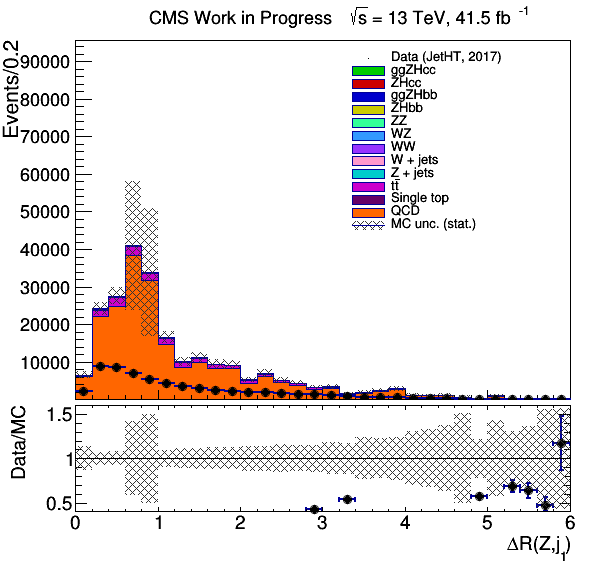 CMS Work in Progress √s = 13 TeV, 41.5 fb⁻¹
Events/0.2
90000
80000
70000
60000
50000
40000
30000
20000
10000
Data (JetHT, 2017)
ggZHcc
ZHcc
ggZHbb
ZHbb
ZZ
WZ
WW
W + jets
Z + jets
tt̄
Single top
QCD
MC unc. (stat.)
Data/MC
1.5
1
0.5
0 1 2 3 4 5 6
ΔR(Z,j₁)